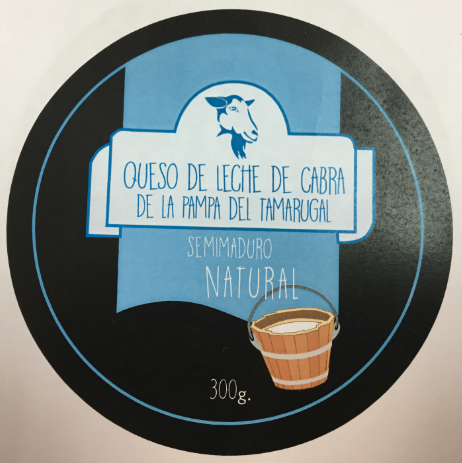 QUESO DE LECHE DE CABRA
DE LA PAMPA DEL TAMARUGAL
SEMIMADURO
NATURAL
300g.